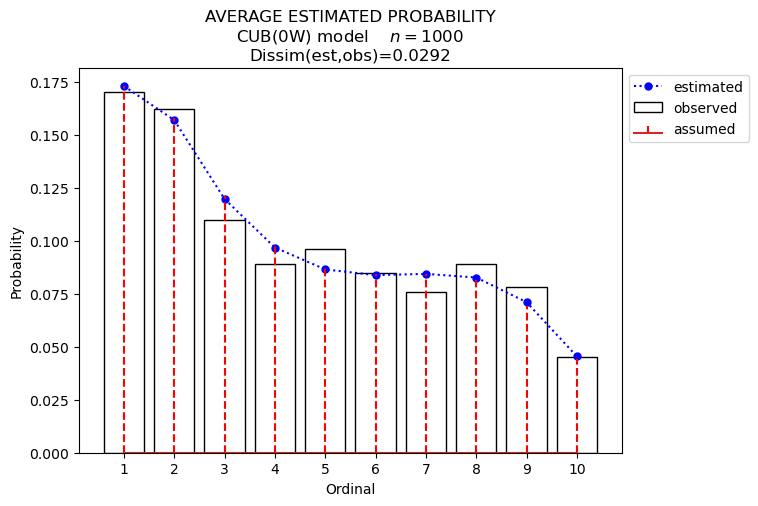 AVERAGE ESTIMATED PROBABILITY
CUB(0W) model n = 1000
Dissim(est,obs)=0.0292
0.175
0.150
0.125
0.100
0.075
0.050
0.025
0.000
Probability
1 2 3 4 5 6 7 8 9 10
Ordinal
estimated
observed
assumed